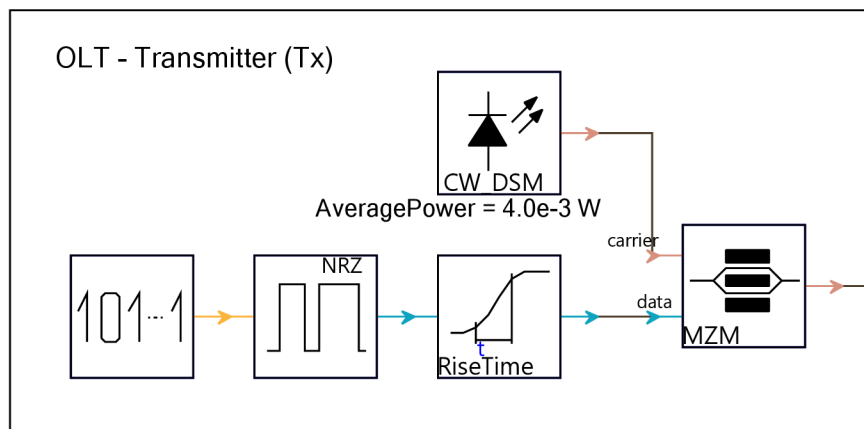 OLT - Transmitter (Tx)
CW_DSM
AveragePower = 4.0e-3 W
carrier
data
MZM
101...1
NRZ
t
RiseTime